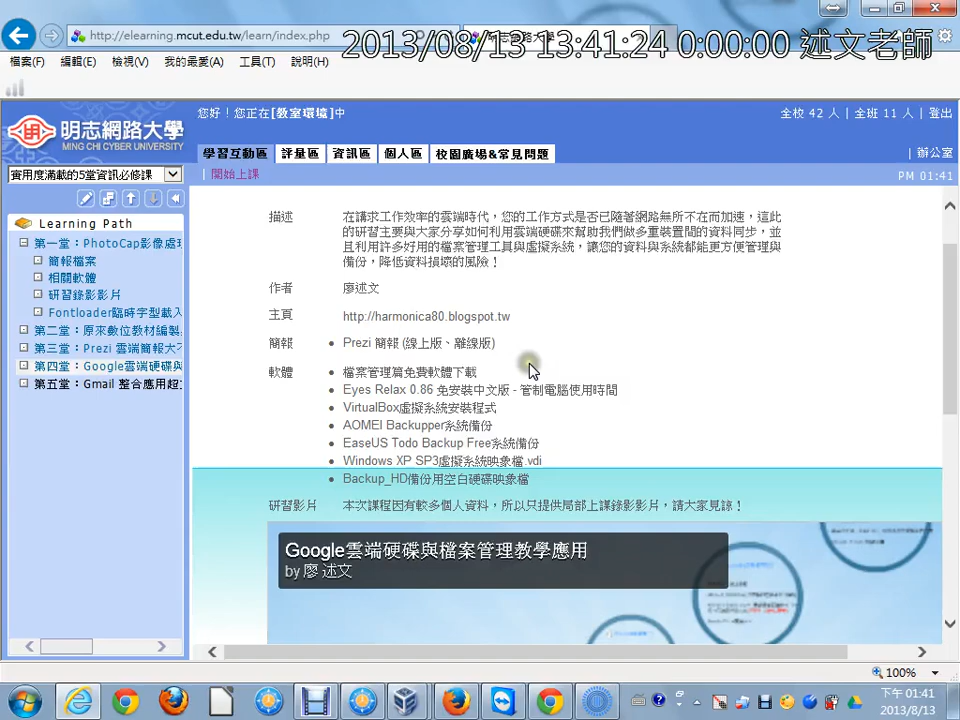 http://elearning.mcut.edu.tw/learn/index.php
2013/08/13 13:41:24 0:00:00 述文老師
檔案(F) 編輯(E) 檢視(V) 我的最愛(A) 工具(T) 說明(H)
明志網路大學
MING CHI CYBER UNIVERSITY
您好！您正在[教室環境]中
全校 42 人 | 全班 11 人 | 登出
學習互動區 評量區 資訊區 個人區 校園廣場&常見問題
| 辦公室
實用度滿載的5堂資訊必修課
| 開始上課
PM 01:41
Learning Path
第一堂：PhotoCap影像處理
簡報檔案
相關軟體
研習錄影影片
Fontloader臨時字型載入
第二堂：原來數位教材編製
第三堂：Prezi 雲端簡報大
第四堂：Google雲端硬碟與
第五堂：Gmail 整合應用超
描述
在講求工作效率的雲端時代，您的工作方式是否已隨著網路無所不在而加速，這此
的研習主要與大家分享如何利用雲端硬碟來幫助我們做多重裝置間的資料同步，並
且利用許多好用的檔案管理工具與虛擬系統，讓您的資料與系統都能更方便管理與
備份，降低資料損壞的風險！
作者 廖述文
主頁 http://harmonica80.blogspot.tw
簡報 • Prezi 簡報 (線上版、離線版)
軟體 • 檔案管理篇免費軟體下載
• Eyes Relax 0.86 免安裝中文版 - 管制電腦使用時間
• VirtualBox虛擬系統安裝程式
• AOMEI Backupper系統備份
• EaseUS Todo Backup Free系統備份
• Windows XP SP3虛擬系統映象檔.vdi
• Backup_HD備份用空白硬碟映象檔
研習影片 本次課程因有較多個人資料，所以只提供局部上課錄影影片，請大家見諒！
Google雲端硬碟與檔案管理教學應用
by 廖 述文
100%
下午 01:41
2013/8/13